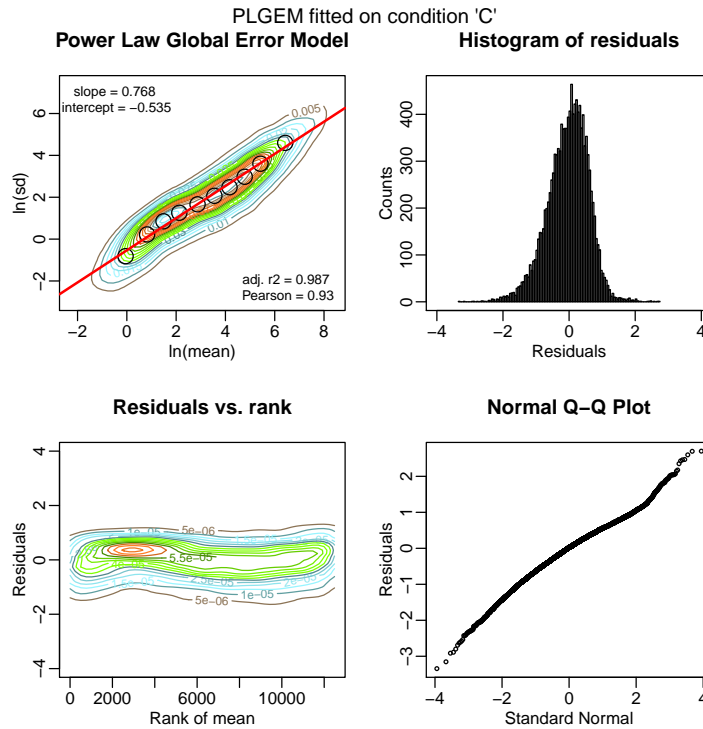 PLGEM fitted on condition 'C'
Power Law Global Error Model
slope = 0.768
intercept = −0.535
0.005
0.01
0.03
adj. r2 = 0.987
Pearson = 0.93
ln(sd)
−2
0
2
4
6
−2
0
2
4
6
8
ln(mean)
Histogram of residuals
Counts
0
100
200
300
400
−4
−2
0
2
4
Residuals
Residuals vs. rank
Residuals
−4
−2
0
2
4
1e−05
5e−06
5.5e−05
2.5e−05
1e−05
5e−06
0
2000
6000
10000
Rank of mean
Normal Q−Q Plot
Residuals
−3
−2
−1
0
1
2
−4
−2
0
2
4
Standard Normal